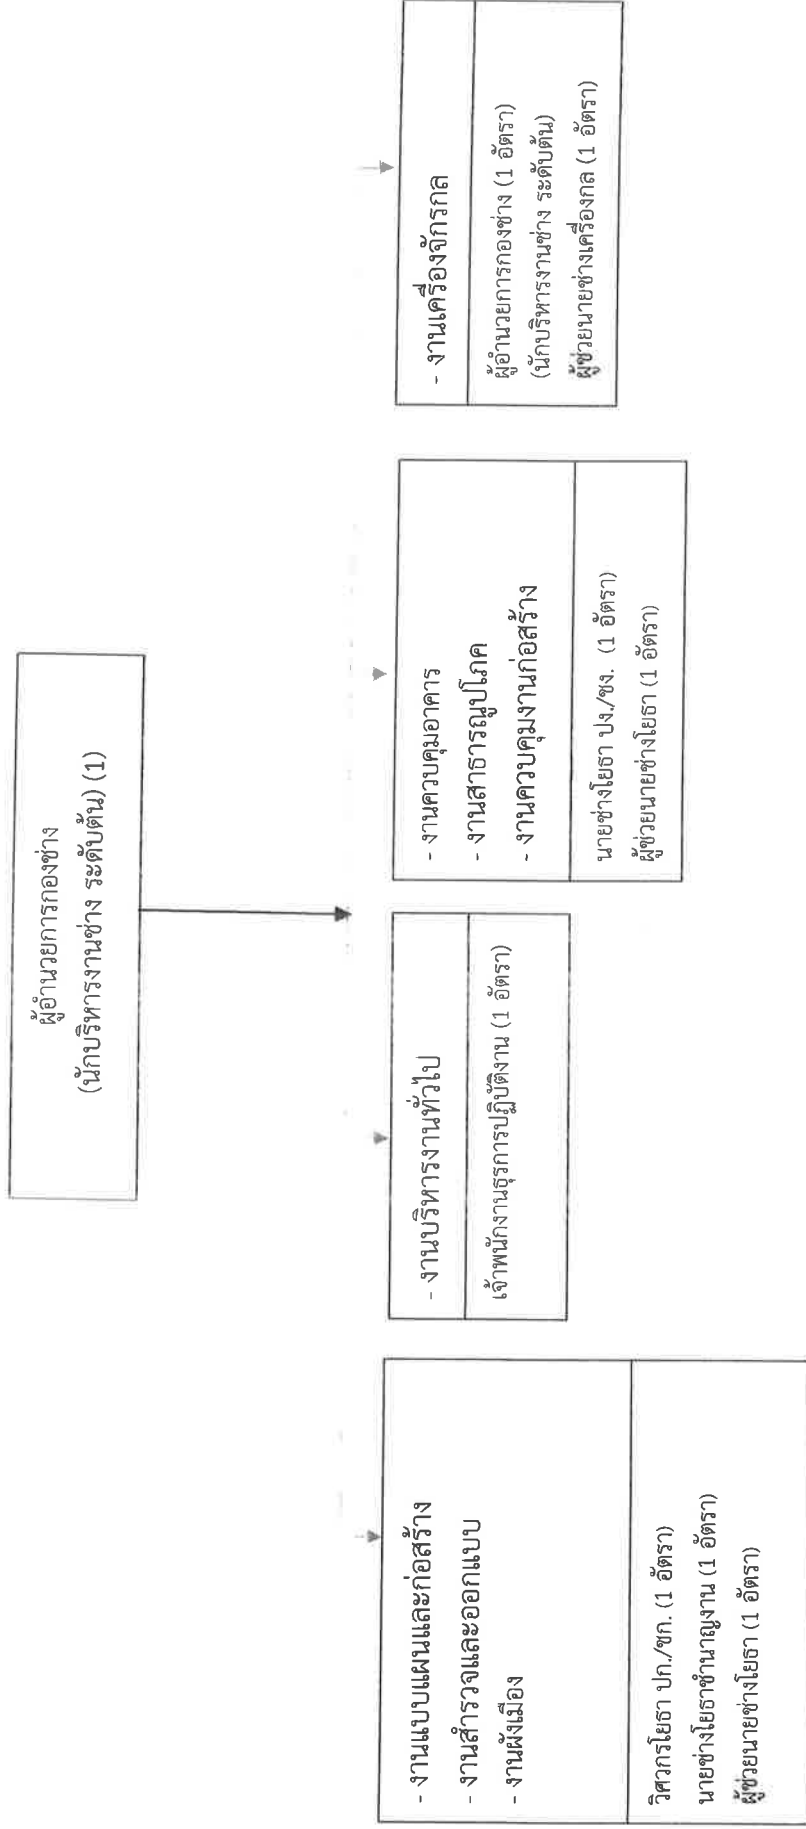 ผู้อำนวยการกองช่าง
(นักบริหารงานช่าง ระดับต้น) (1)
- งานแบบแผนและก่อสร้าง
- งานสำรวจและออกแบบ
- งานผังเมือง
วิศวกรโยธา ปก./ชก. (1 อัตรา)
นายช่างโยธาชำนาญงาน (1 อัตรา)
ผู้ช่วยนายช่างโยธา (1 อัตรา)
- งานบริหารงานทั่วไป
เจ้าพนักงานธุรการปฏิบัติงาน (1 อัตรา)
- งานควบคุมอาคาร
- งานสาธารณูปโภค
- งานควบคุมงานก่อสร้าง
นายช่างโยธา ปง./ชง. (1 อัตรา)
ผู้ช่วยนายช่างโยธา (1 อัตรา)
- งานเครื่องจักรกล
ผู้อำนวยการกองช่าง (1 อัตรา)
(นักบริหารงานช่าง ระดับต้น)
ผู้ช่วยนายช่างเครื่องกล (1 อัตรา)